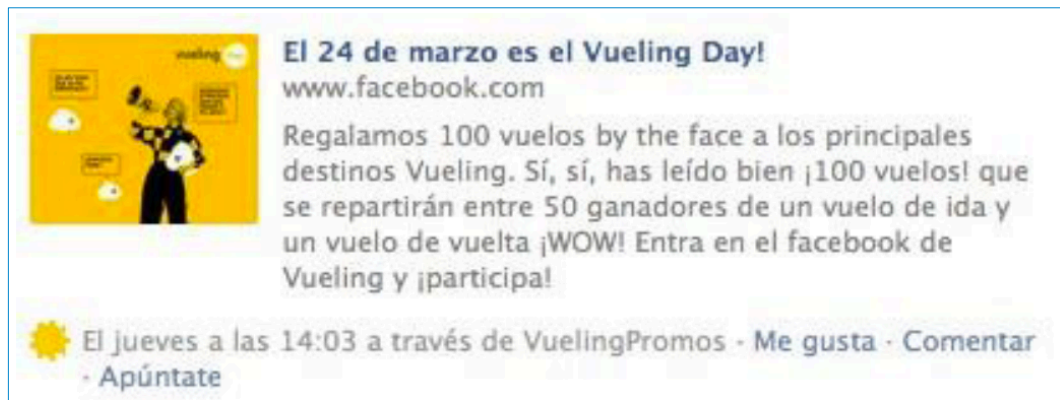 vueling
El 24 de marzo es el Vueling Day!
www.facebook.com
Regalamos 100 vuelos by the face a los principales
destinos Vueling. Sí, sí, has leído bien ¡100 vuelos! que
se repartirán entre 50 ganadores de un vuelo de ida y
un vuelo de vuelta ¡WOW! Entra en el facebook de
Vueling y ¡participa!
El jueves a las 14:03 a través de VuelingPromos · Me gusta · Comentar
· Apúntate